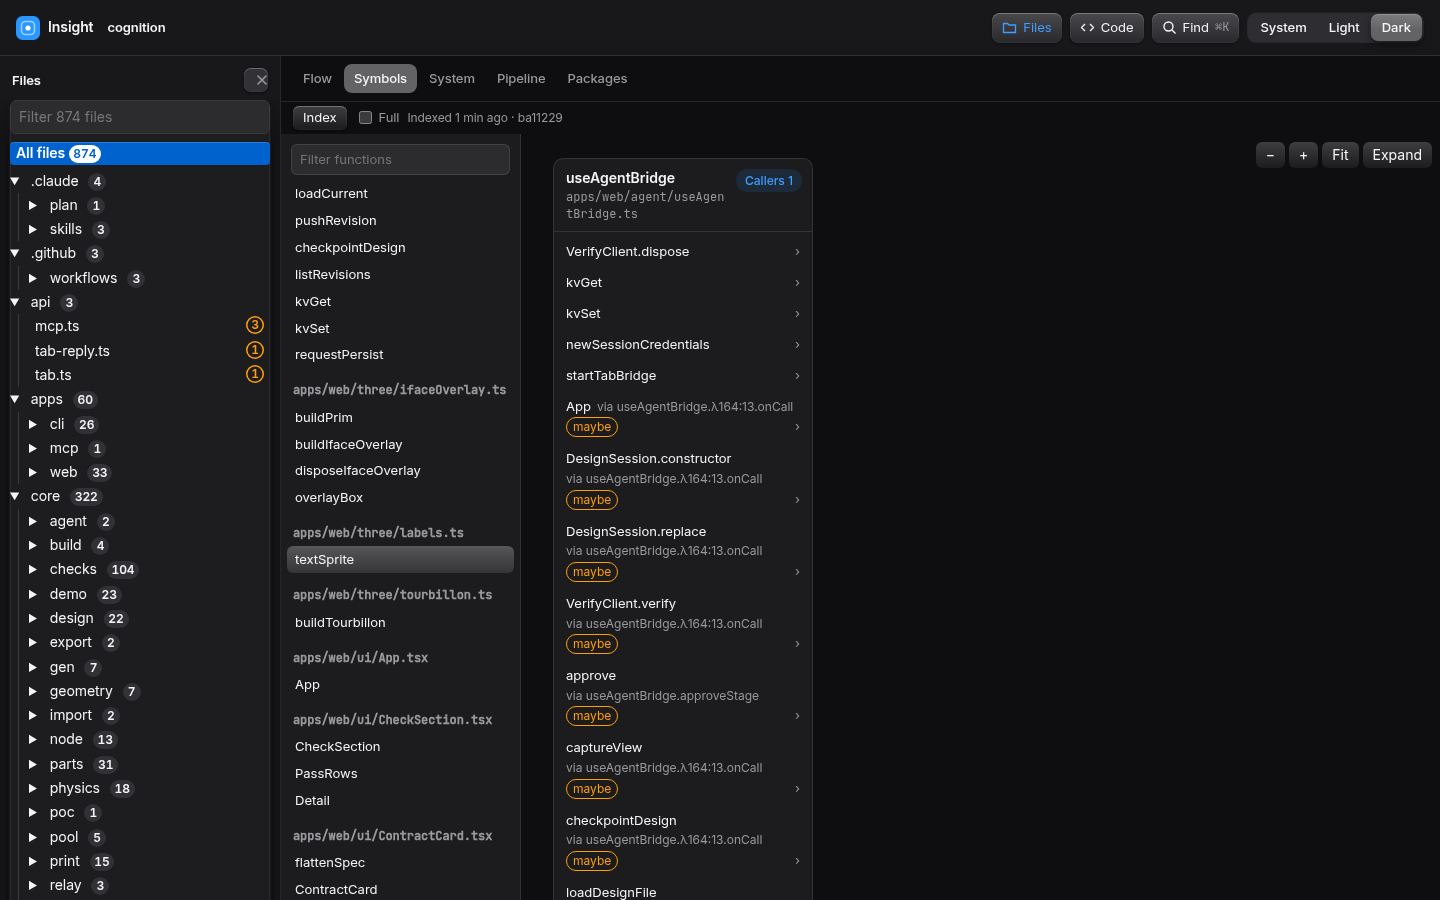 Insight cognition
Files
Code
Find ⌘K
System
Light
Dark
Files
Filter 874 files
All files 874
.claude 4
plan 1
skills 3
.github 3
workflows 3
api 3
mcp.ts 3
tab-reply.ts 1
tab.ts 1
apps 60
cli 26
mcp 1
web 33
core 322
agent 2
build 4
checks 104
demo 23
design 22
export 2
gen 7
geometry 7
import 2
node 13
parts 31
physics 18
poc 1
pool 5
print 15
relay 3
Flow
Symbols
System
Pipeline
Packages
Index
Full
Indexed 1 min ago · ba11229
Filter functions
loadCurrent
pushRevision
checkpointDesign
listRevisions
kvGet
kvSet
requestPersist
apps/web/three/ifaceOverlay.ts
buildPrim
buildIfaceOverlay
disposeIfaceOverlay
overlayBox
apps/web/three/labels.ts
textSprite
apps/web/three/tourbillon.ts
buildTourbillon
apps/web/ui/App.tsx
App
apps/web/ui/CheckSection.tsx
CheckSection
PassRows
Detail
apps/web/ui/ContractCard.tsx
flattenSpec
ContractCard
useAgentBridge
Callers 1
apps/web/agent/useAgen
tBridge.ts
VerifyClient.dispose ›
kvGet ›
kvSet ›
newSessionCredentials ›
startTabBridge ›
App via useAgentBridge.λ164:13.onCall
maybe ›
DesignSession.constructor
via useAgentBridge.λ164:13.onCall
maybe ›
DesignSession.replace
via useAgentBridge.λ164:13.onCall
maybe ›
VerifyClient.verify
via useAgentBridge.λ164:13.onCall
maybe ›
approve
via useAgentBridge.approveStage
maybe ›
captureView
via useAgentBridge.λ164:13.onCall
maybe ›
checkpointDesign
via useAgentBridge.λ164:13.onCall
maybe ›
loadDesignFile
−
+
Fit
Expand